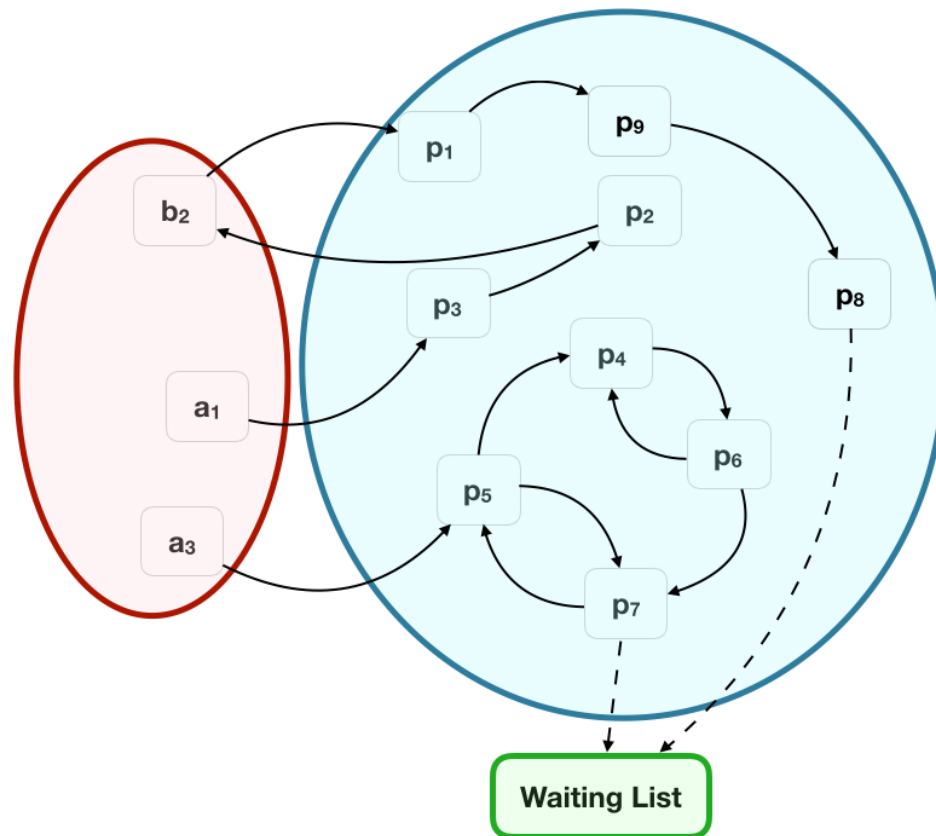 p₉
p₁
b₂
p₂
p₈
p₃
p₄
a₁
p₆
p₅
a₃
p₇
Waiting List